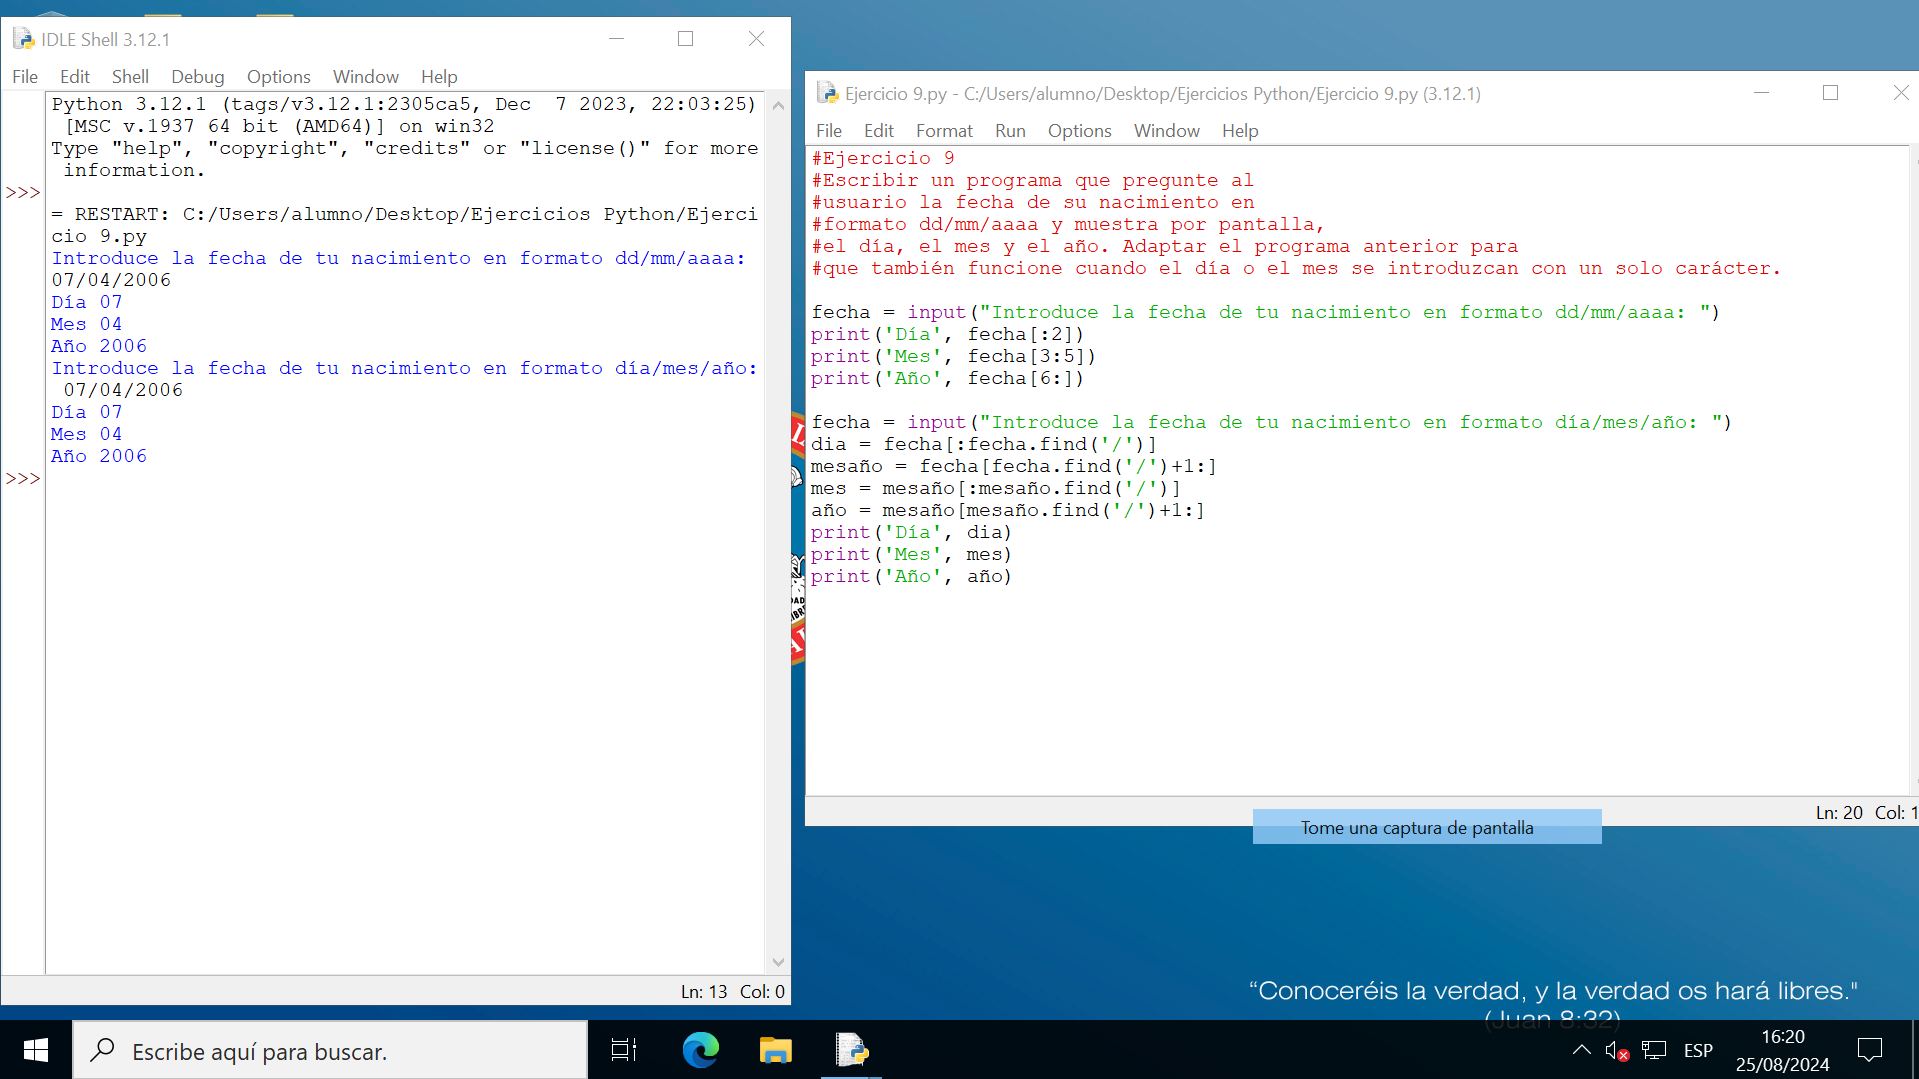 IDLE Shell 3.12.1
File Edit Shell Debug Options Window Help
Python 3.12.1 (tags/v3.12.1:2305ca5, Dec  7 2023, 22:03:25)
[MSC v.1937 64 bit (AMD64)] on win32
Type "help", "copyright", "credits" or "license()" for more
information.
>>>
= RESTART: C:/Users/alumno/Desktop/Ejercicios Python/Ejerci
cio 9.py
Introduce la fecha de tu nacimiento en formato dd/mm/aaaa:
07/04/2006
Día 07
Mes 04
Año 2006
Introduce la fecha de tu nacimiento en formato día/mes/año:
07/04/2006
Día 07
Mes 04
Año 2006
>>>
Ln: 13 Col: 0
Ejercicio 9.py - C:/Users/alumno/Desktop/Ejercicios Python/Ejercicio 9.py (3.12.1)
File Edit Format Run Options Window Help
#Ejercicio 9
#Escribir un programa que pregunte al
#usuario la fecha de su nacimiento en
#formato dd/mm/aaaa y muestra por pantalla,
#el día, el mes y el año. Adaptar el programa anterior para
#que también funcione cuando el día o el mes se introduzcan con un solo carácter.
fecha = input("Introduce la fecha de tu nacimiento en formato dd/mm/aaaa: ")
print('Día', fecha[:2])
print('Mes', fecha[3:5])
print('Año', fecha[6:])
fecha = input("Introduce la fecha de tu nacimiento en formato día/mes/año: ")
dia = fecha[:fecha.find('/')]
mesaño = fecha[fecha.find('/')+1:]
mes = mesaño[:mesaño.find('/')]
año = mesaño[mesaño.find('/')+1:]
print('Día', dia)
print('Mes', mes)
print('Año', año)
Ln: 20 Col: 1
Tome una captura de pantalla
“Conoceréis la verdad, y la verdad os hará libres."
(Juan 8:32)
Escribe aquí para buscar.
ESP
16:20
25/08/2024